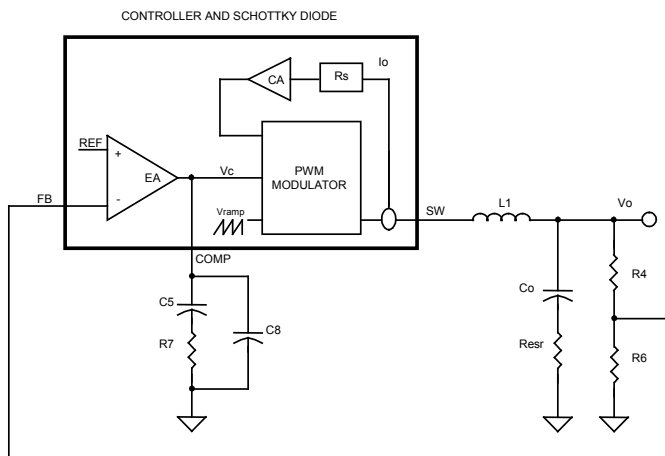 CONTROLLER AND SCHOTTKY DIODE
Io
CA
Rs
REF
+
EA
-
Vc
PWM
MODULATOR
FB
Vramp
SW
L1
Vo
COMP
C5
R7
C8
Co
Resr
R4
R6